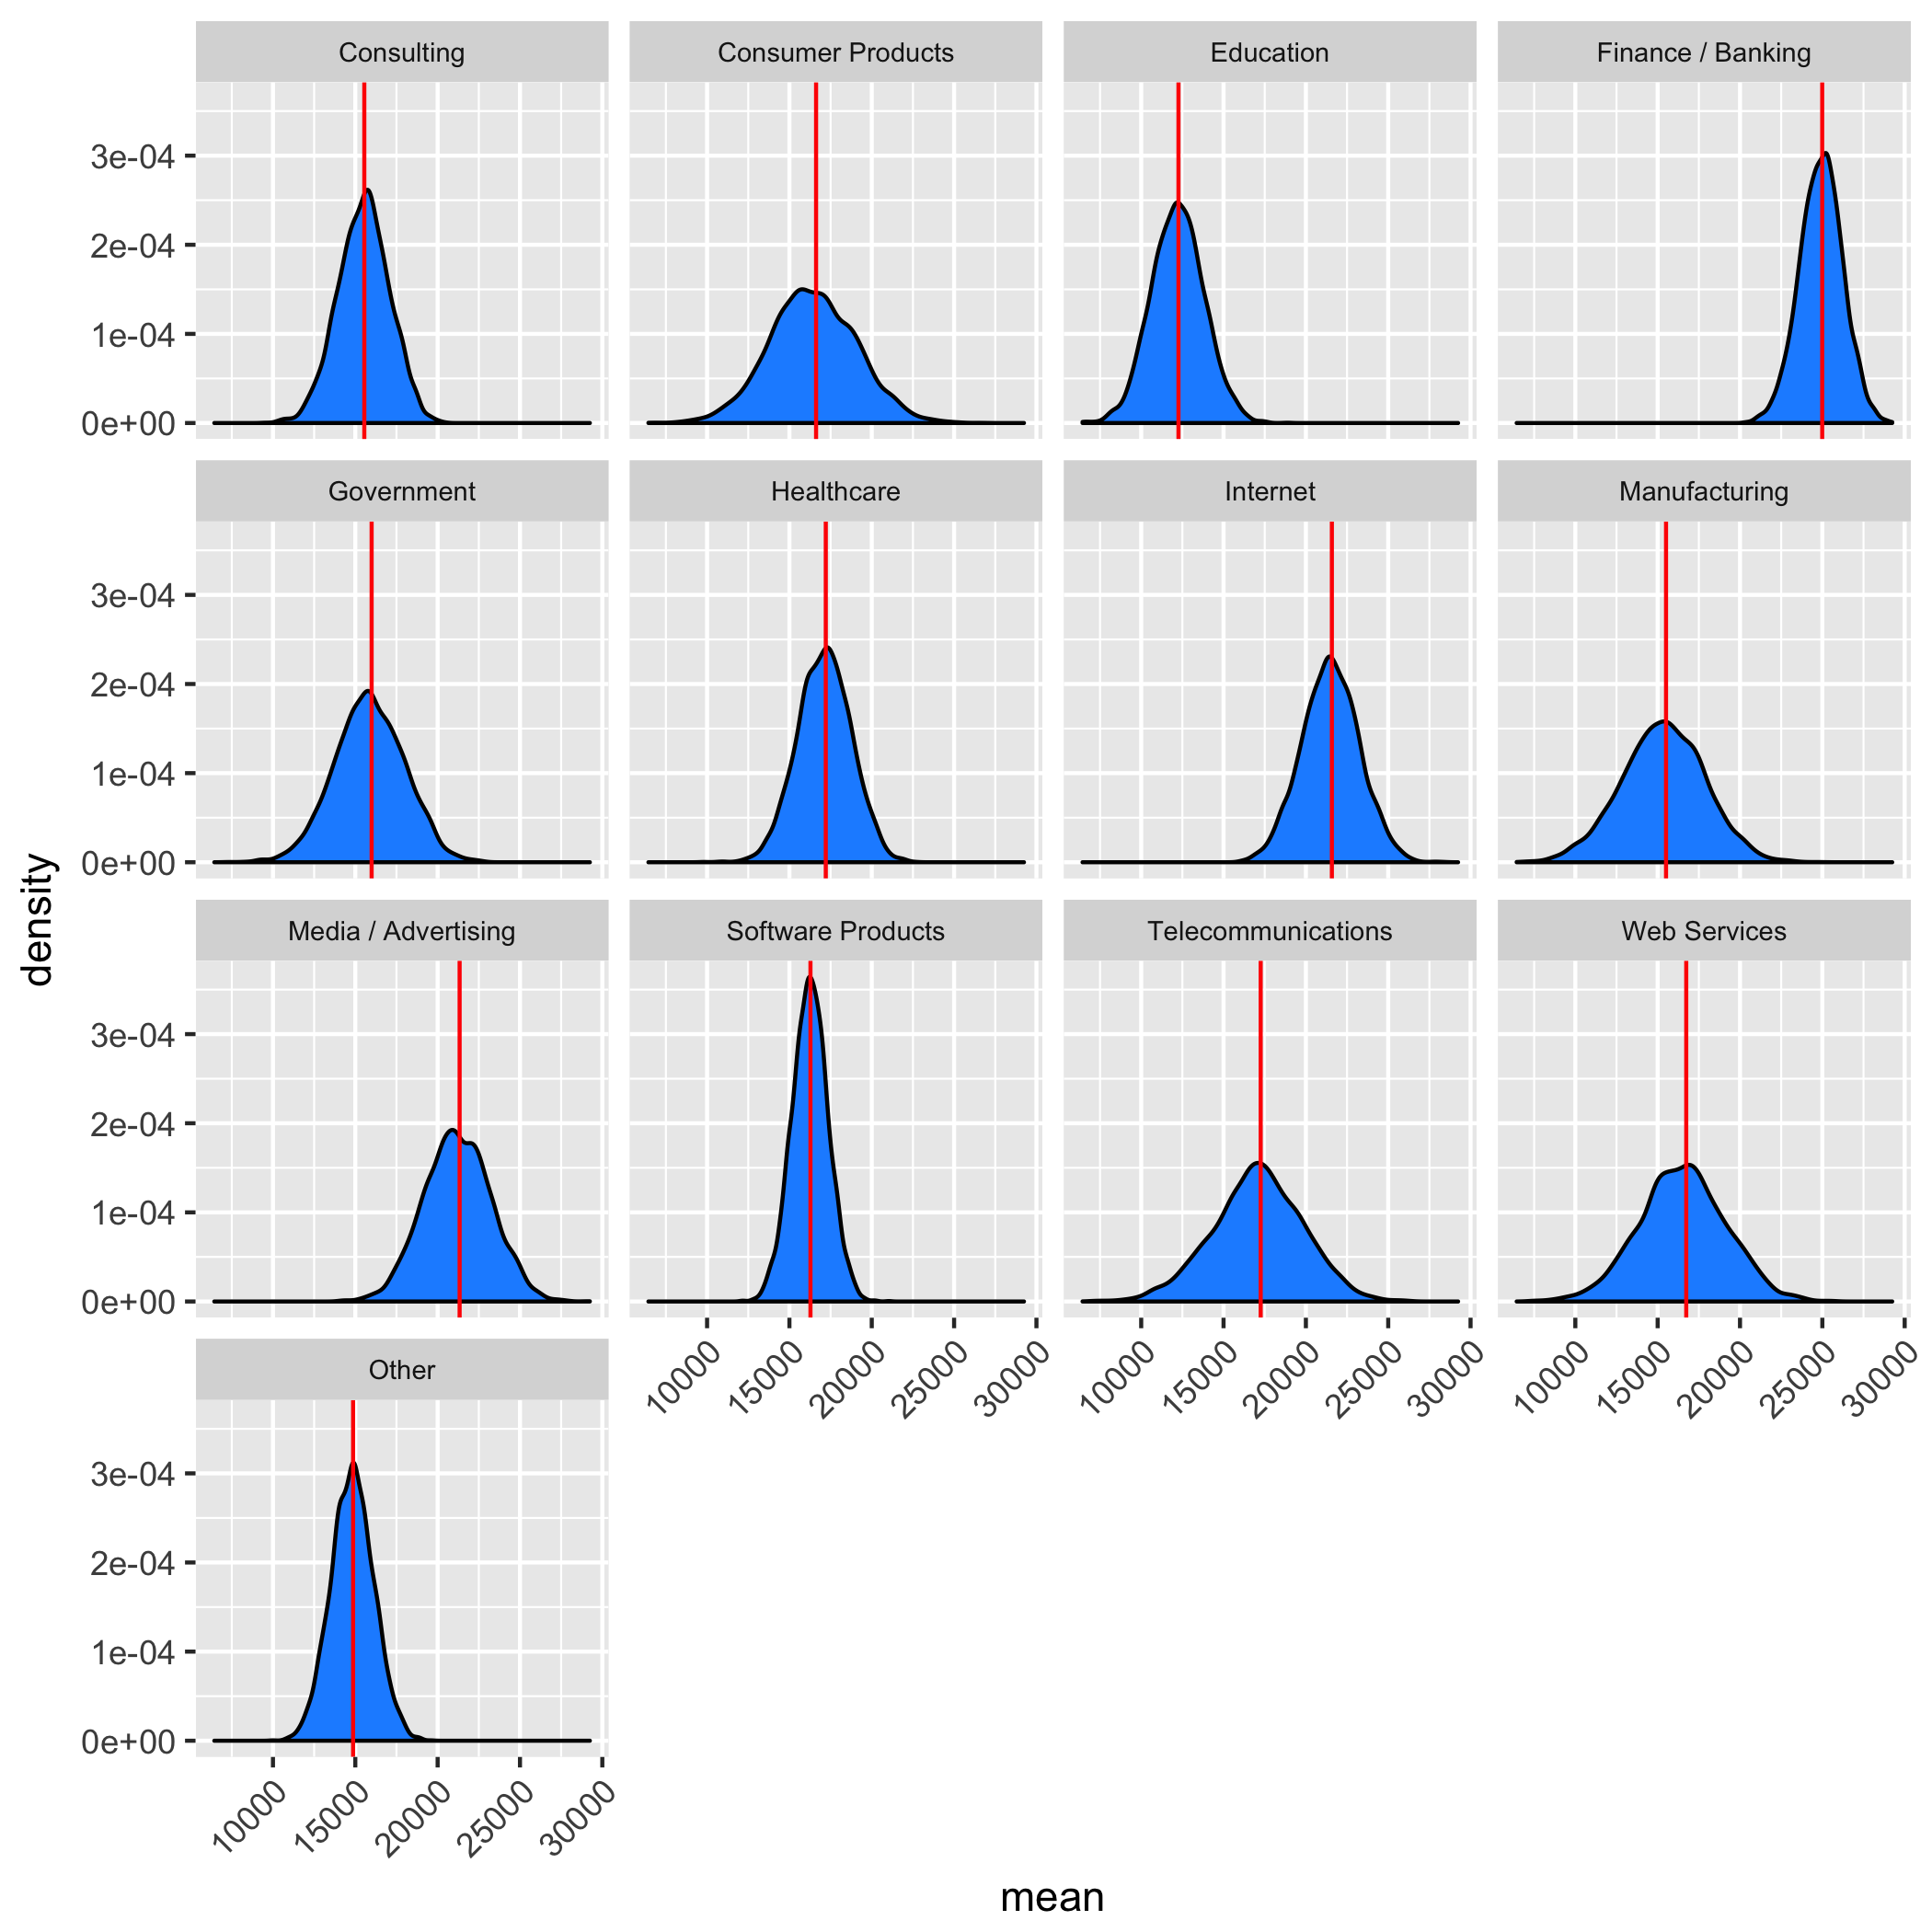 Consulting
Consumer Products
Education
Finance / Banking
3e-04
2e-04
1e-04
0e+00
Government
Healthcare
Internet
Manufacturing
3e-04
2e-04
1e-04
0e+00
Media / Advertising
Software Products
Telecommunications
Web Services
3e-04
2e-04
1e-04
0e+00
10000 15000 20000 25000 30000
10000 15000 20000 25000 30000
10000 15000 20000 25000 30000
Other
3e-04
2e-04
1e-04
0e+00
10000 15000 20000 25000 30000
density
mean